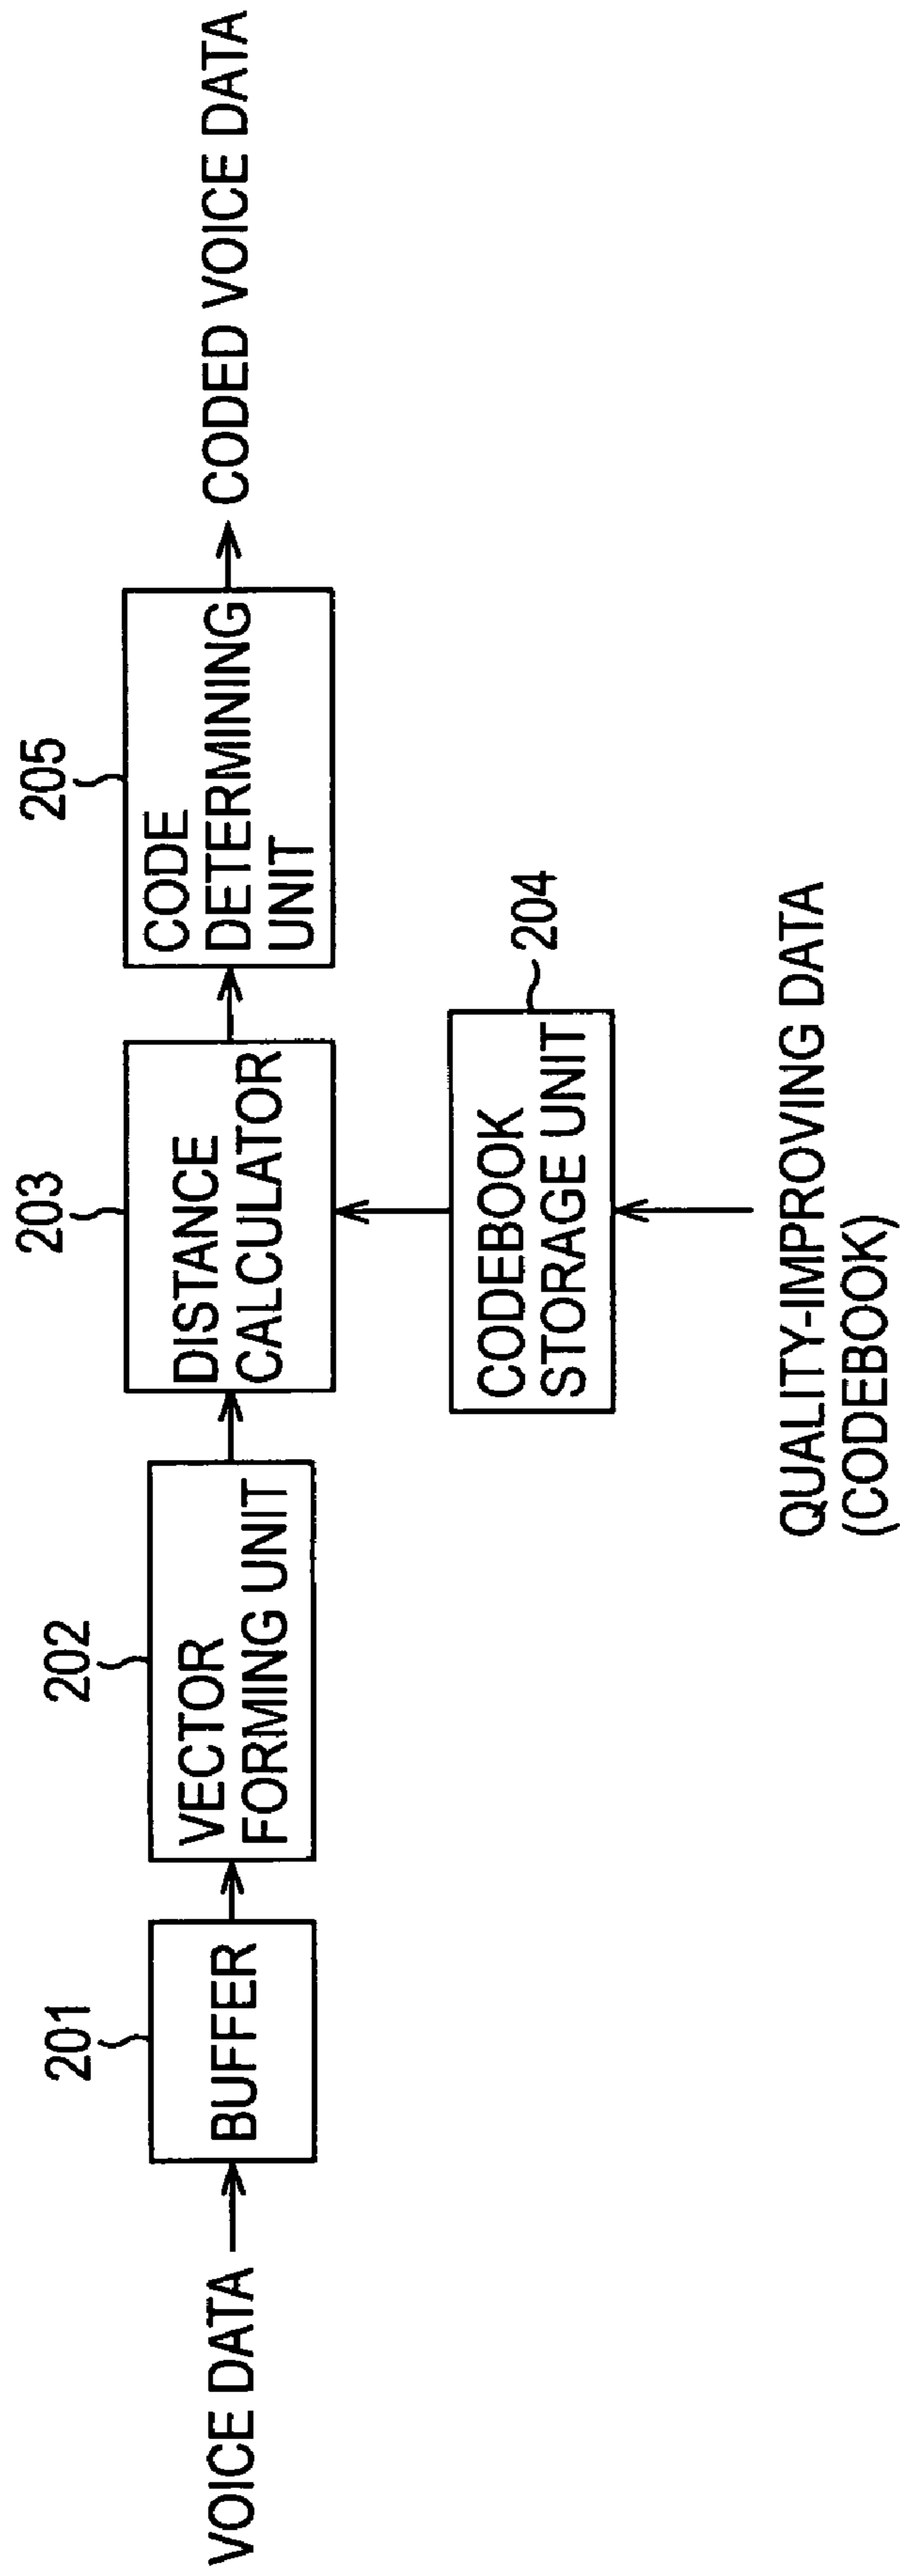 VOICE DATA
201
BUFFER
202
VECTOR
FORMING UNIT
203
DISTANCE
CALCULATOR
205
CODE
DETERMINING
UNIT
CODED VOICE DATA
204
CODEBOOK
STORAGE UNIT
QUALITY-IMPROVING DATA
(CODEBOOK)